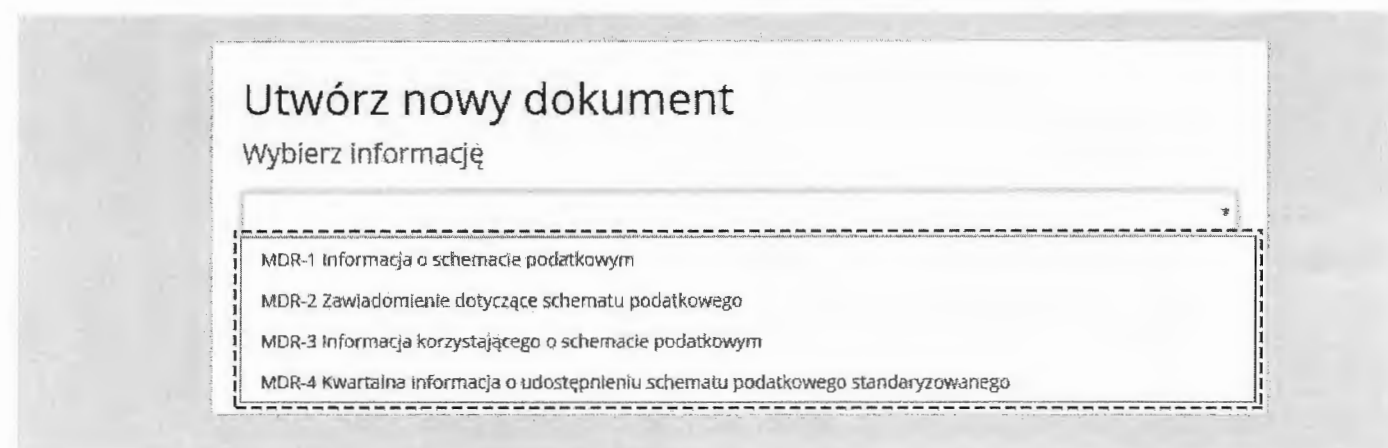 Utwórz nowy dokument
Wybierz informację
MDR-1 Informacja o schemacie podatkowym
MDR-2 Zawiadomienie dotyczące schematu podatkowego
MDR-3 Informacja korzystającego o schemacie podatkowym
MDR-4 Kwartalna informacja o udostępnieniu schematu podatkowego standaryzowanego